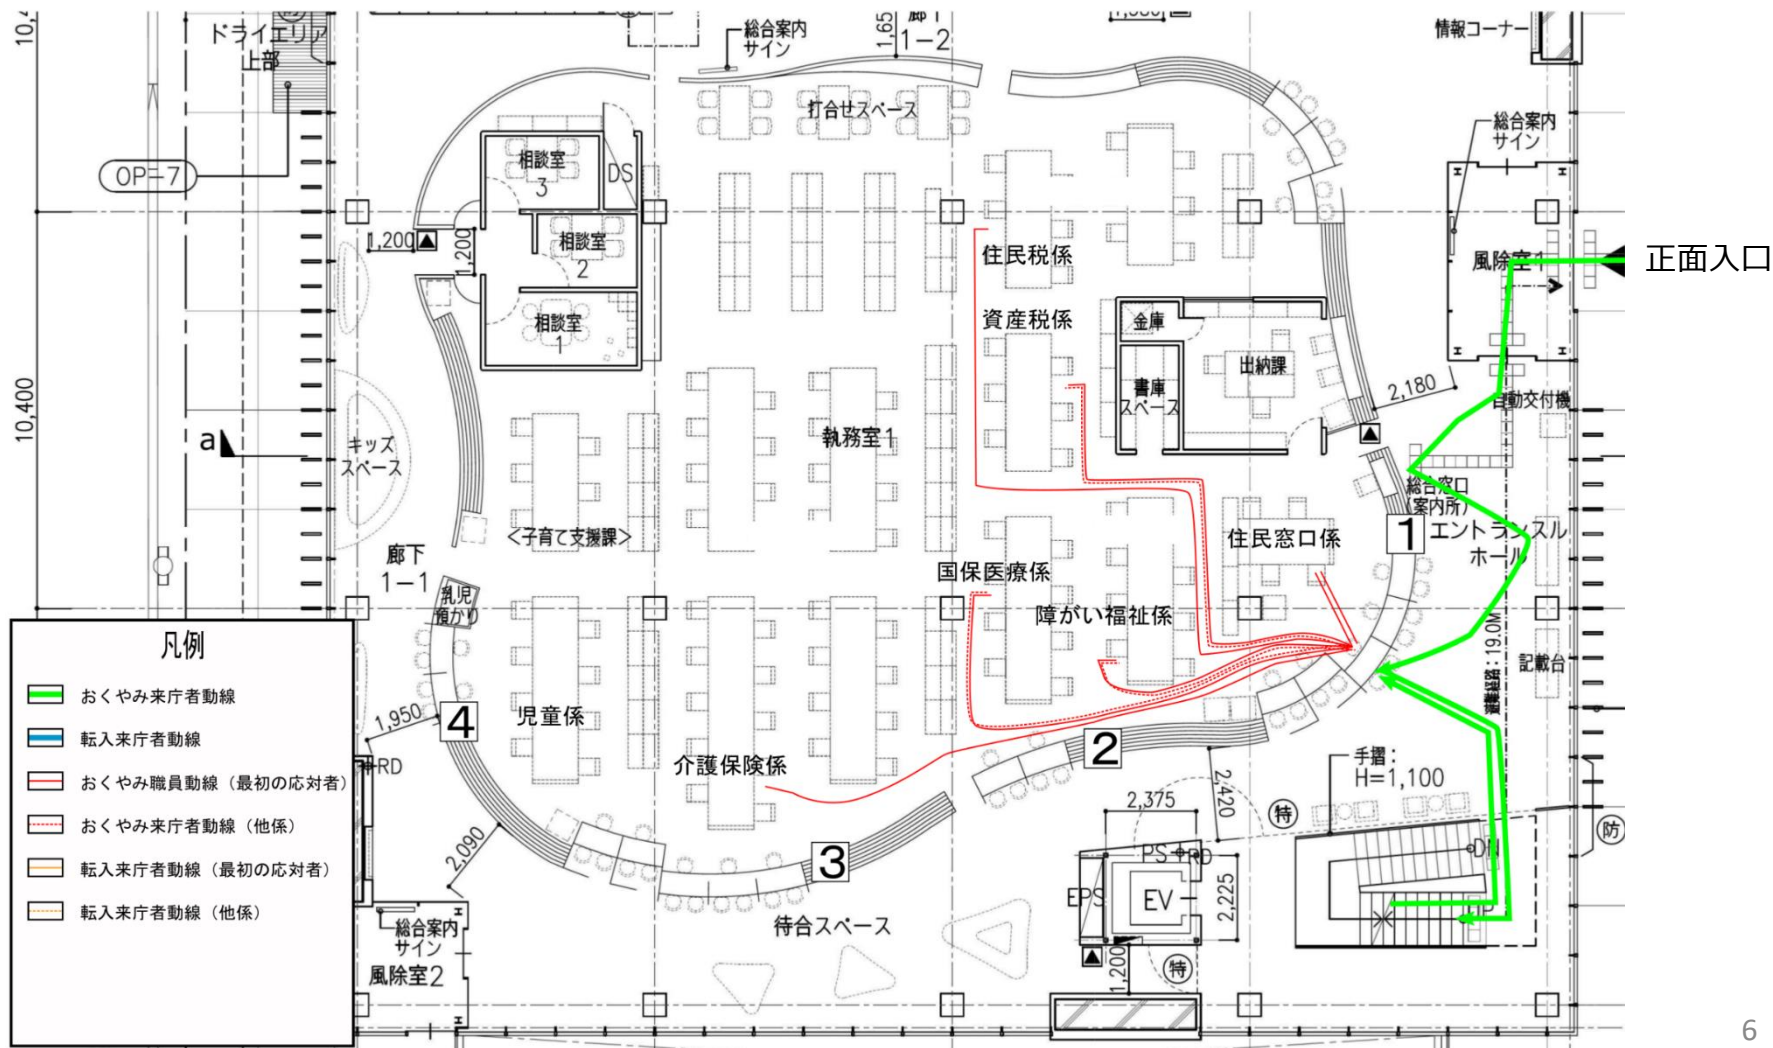 10,4
ドライエリア
上部
総合案内
サイン
1,65
1-2
情報コーナー
打合せスペース
総合案内
サイン
OP=7
相談室
3
DS
1,200
1,200
相談室
2
相談室
1
住民税係
資産税係
金庫
書庫
スペース
出納課
風除室1
正面入口
2,180
自動交付機
10,400
a
キッズ
スペース
執務室1
総合窓口
(案内所)
1
エントランス
ホール
<子育て支援課>
住民窓口係
廊下
1-1
国保医療係
障がい福祉係
乳児
預かり
避難経路：19.0M
記載台
凡例
おくやみ来庁者動線
転入来庁者動線
おくやみ職員動線（最初の応対者）
おくやみ来庁者動線（他係）
転入来庁者動線（最初の応対者）
転入来庁者動線（他係）
1,950
4
RD
児童係
介護保険係
2
2,420
手摺：
H=1,100
2,375
特
防
2,090
3
PS
RD
DN
EPS
EV
2,225
UP
待合スペース
総合案内
サイン
風除室2
1,200
特
6